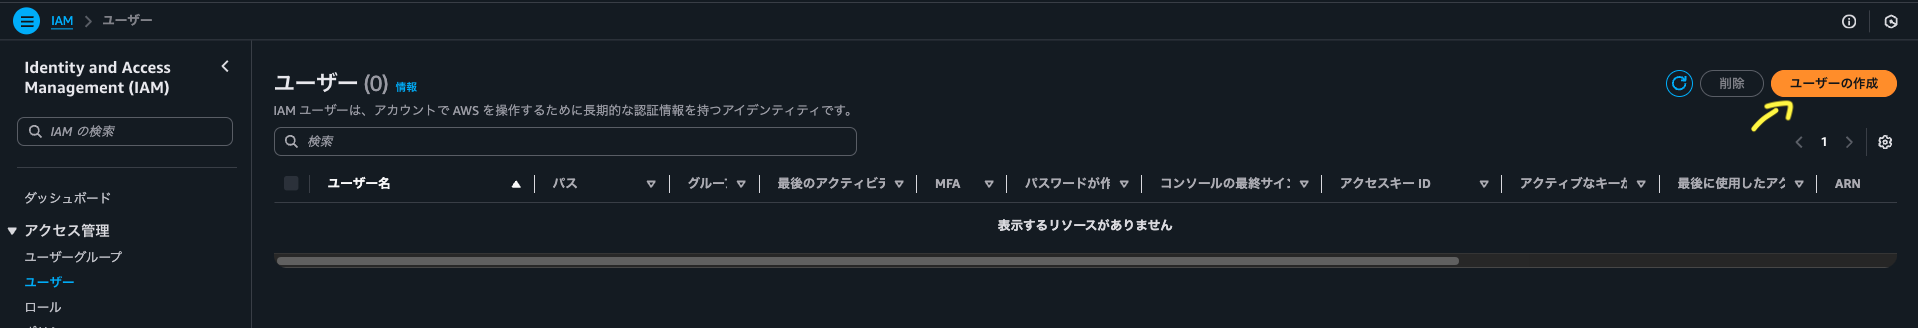 IAM > ユーザー
Identity and Access
Management (IAM)
IAM の検索
ダッシュボード
アクセス管理
ユーザーグループ
ユーザー
ロール
ユーザー (0) 情報
削除
ユーザーの作成
IAM ユーザーは、アカウントで AWS を操作するために長期的な認証情報を持つアイデンティティです。
検索
1
ユーザー名 パス グルー 最後のアクティビ MFA パスワードが作 コンソールの最終サイン アクセスキー ID アクティブなキーが 最後に使用したアク ARN
表示するリソースがありません